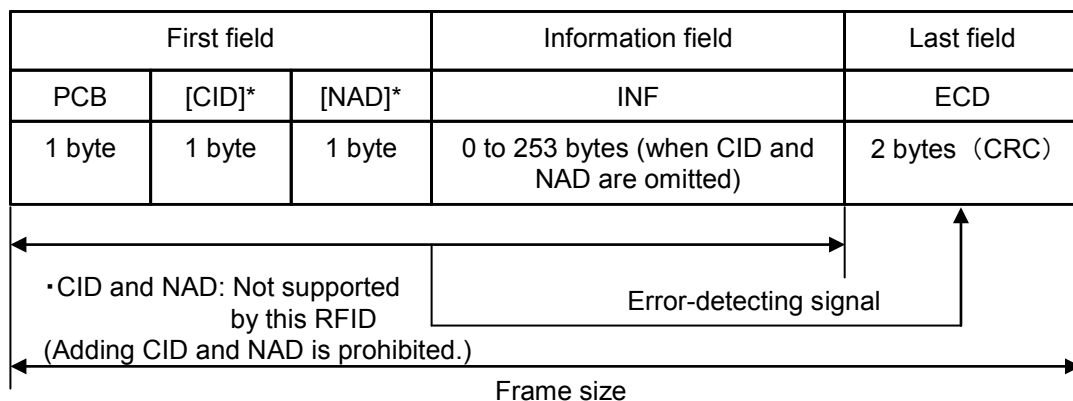 First field Information field Last field
PCB [CID]* [NAD]* INF ECD
1 byte 1 byte 1 byte 0 to 253 bytes (when CID and 2 bytes（CRC）
NAD are omitted)
・CID and NAD: Not supported
by this RFID
Error-detecting signal
(Adding CID and NAD is prohibited.)
Frame size